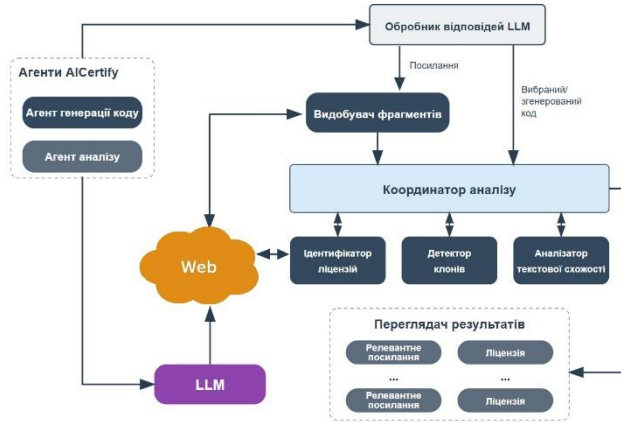 Обробник відповідей LLM
Агенти AICertify
Агент генерації коду
Агент аналізу
Посилання
Вибраний/
згенерований
код
Видобувач фрагментів
Координатор аналізу
Web
Ідентифікатор
ліцензій
Детектор
клонів
Аналізатор
текстової схожості
LLM
Переглядач результатів
Релевантне
посилання
Ліцензія
...
...
Релевантне
посилання
Ліцензія